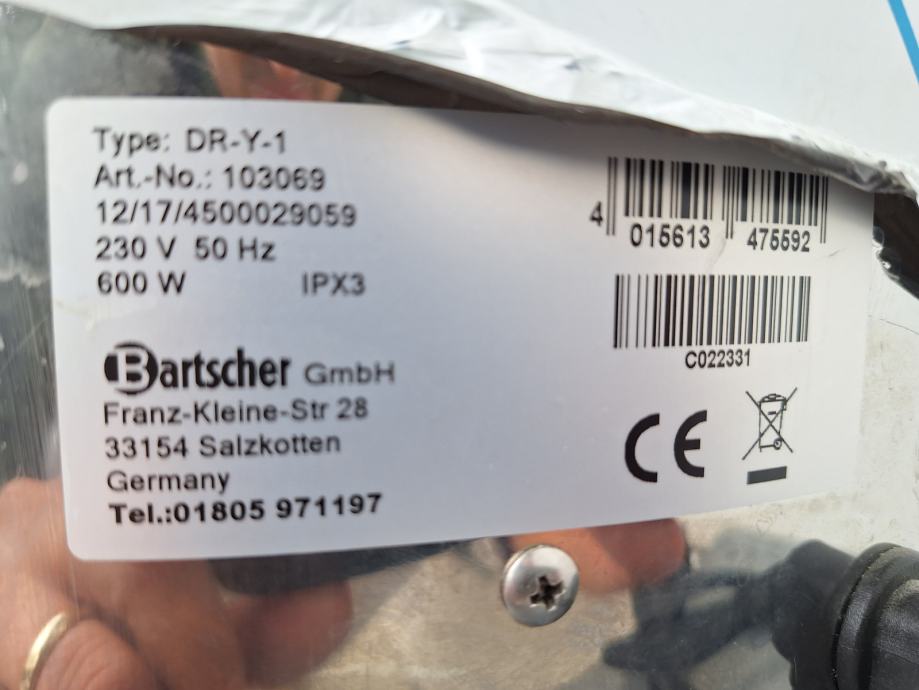 Type: DR-Y-1
Art.-No.: 103069
12/17/4500029059
230 V 50 Hz
600 W IPX3
Bartscher GmbH
Franz-Kleine-Str 28
33154 Salzkotten
Germany
Tel.:01805 971197
4 015613 475592
C022331
CE